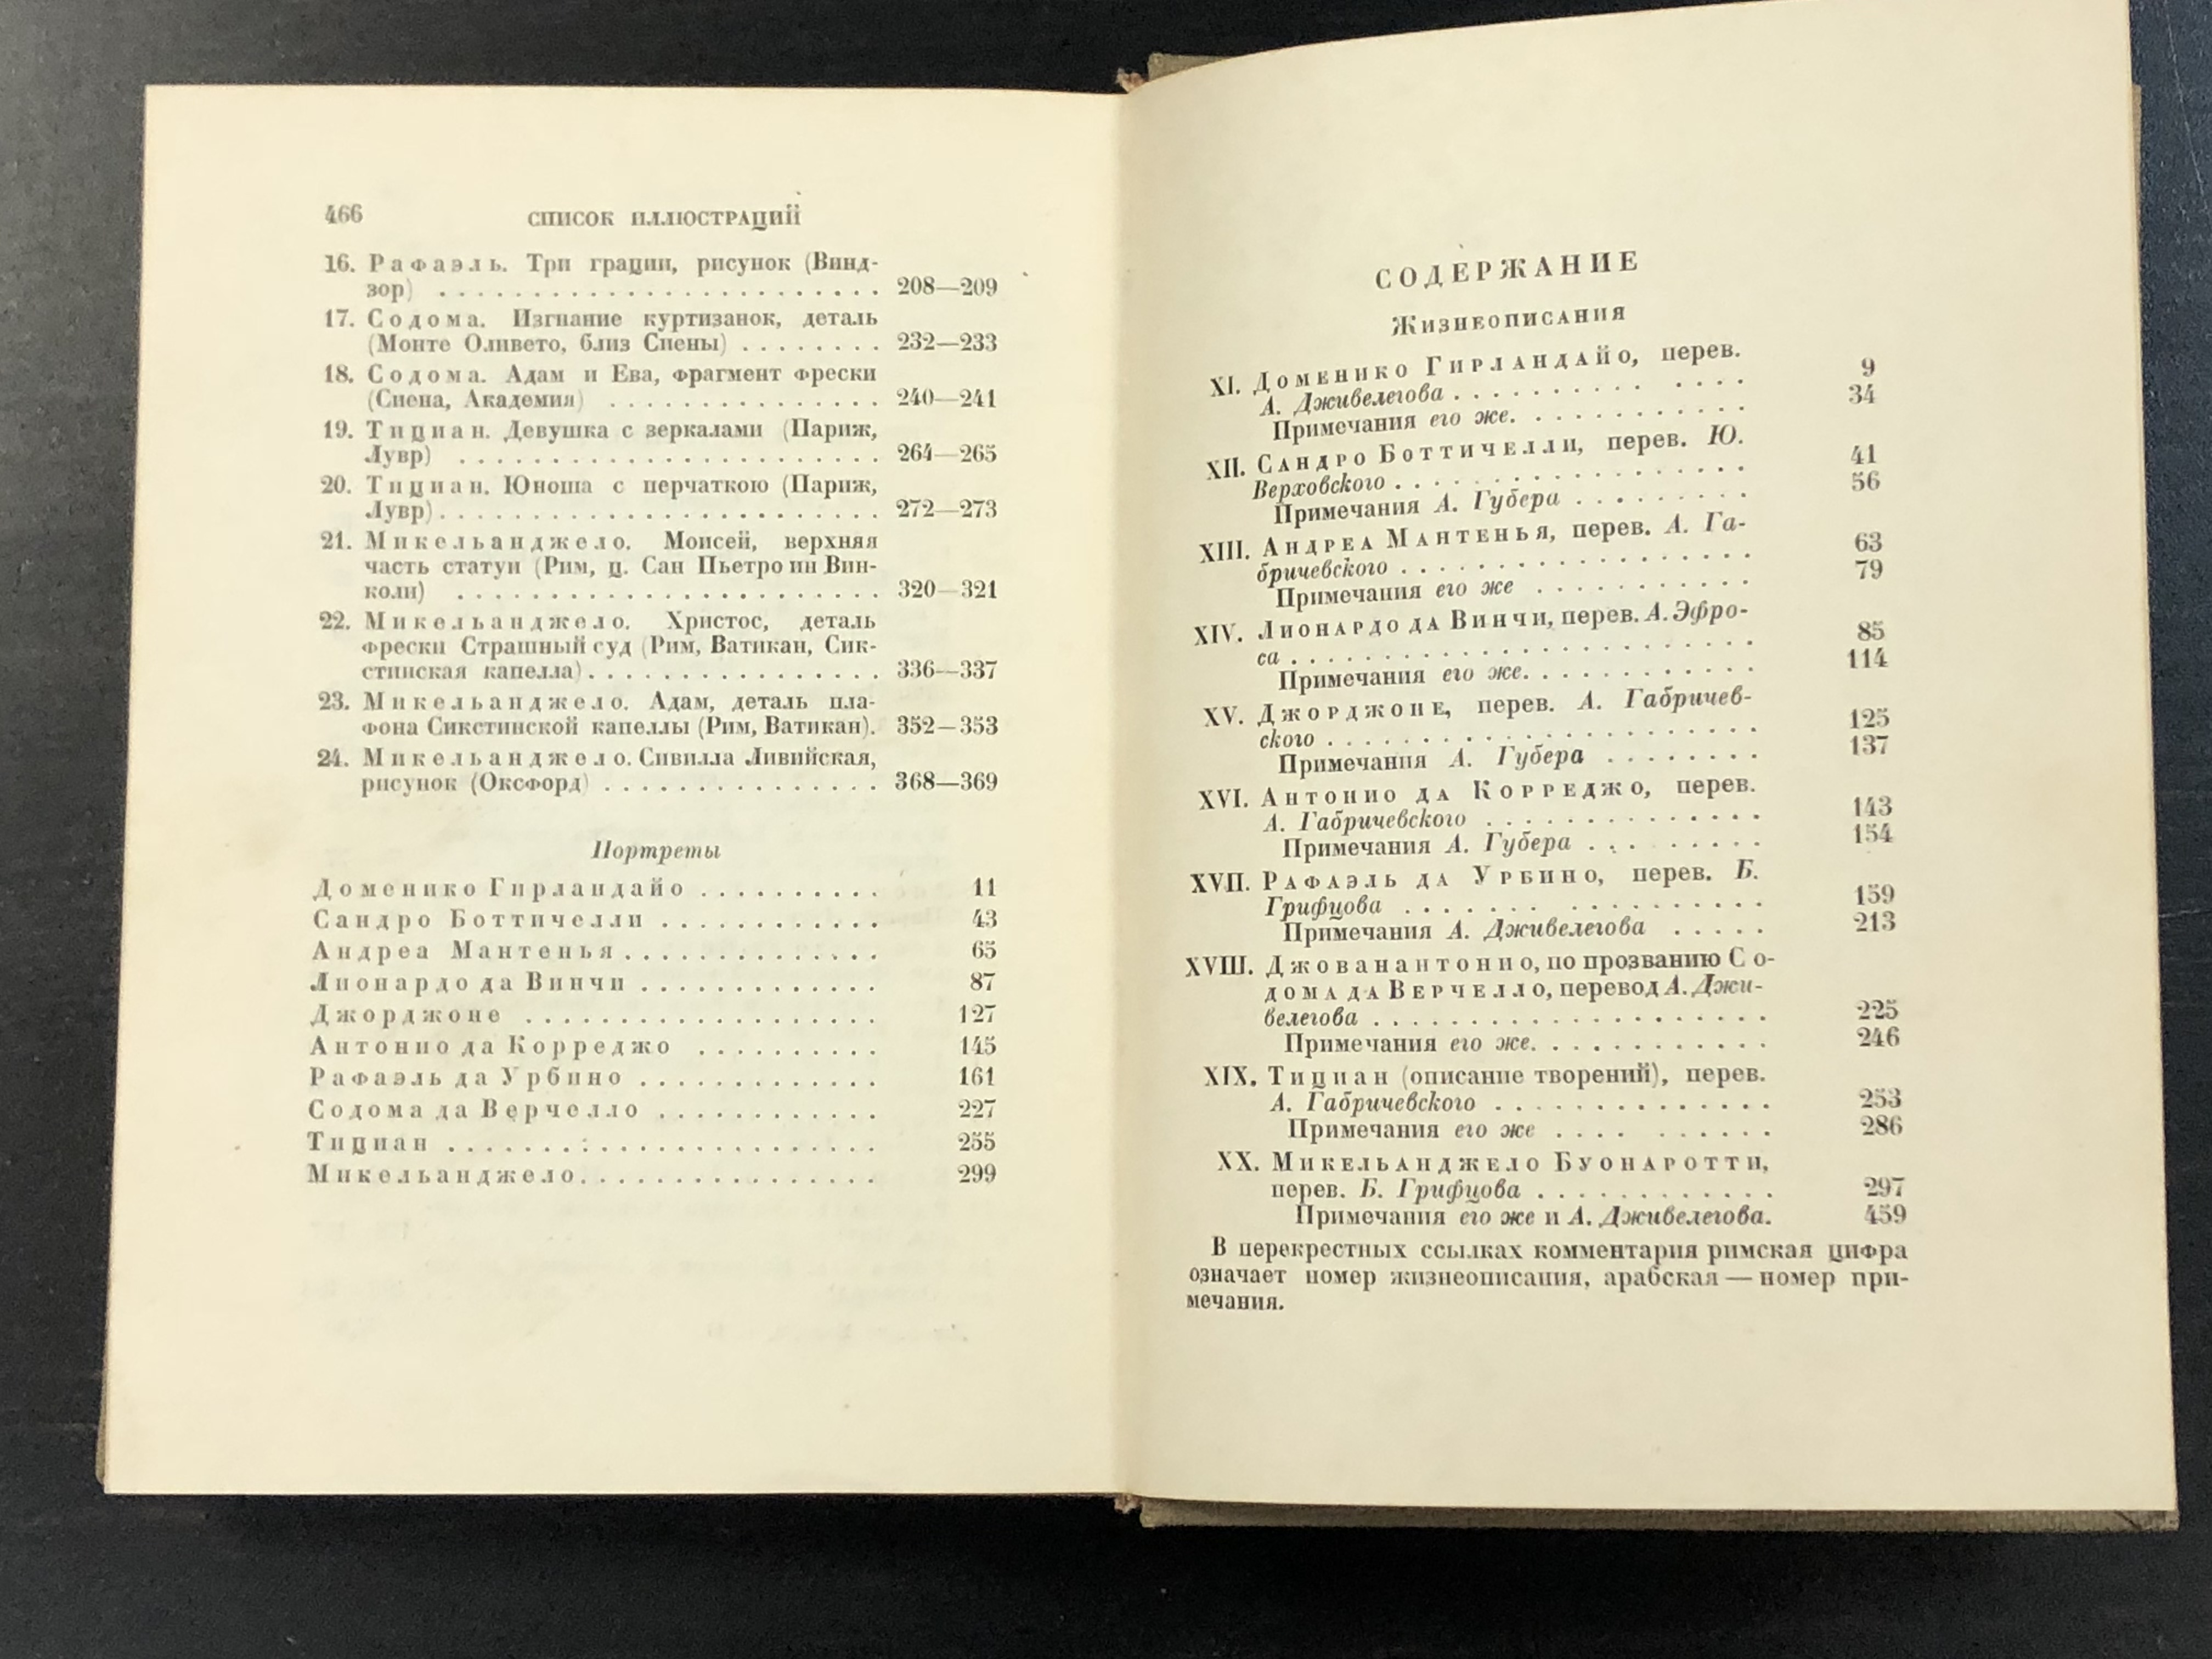 466 СПИСОК ИЛЛЮСТРАЦИЙ
16. Рафаэль. Три грации, рисунок (Винд-
зор) . . . . . . . . . . . . . . . . . . . . . . . . 208—209
17. Содома. Изгнание куртизанок, деталь
(Монте Оливето, близ Сиены) . . . . . . . . 232—233
18. Содома. Адам и Ева, фрагмент фрески
(Сиена, Академия) . . . . . . . . . . . . . . . 240—241
19. Тициан. Девушка с зеркалами (Париж,
Лувр) . . . . . . . . . . . . . . . . . . . . . . . 264—265
20. Тициан. Юноша с перчаткою (Париж,
Лувр) . . . . . . . . . . . . . . . . . . . . . . . . 272—273
21. Микельанджело. Моисей, верхняя
часть статуи (Рим, ц. Сан Пьетро ин Вин-
коли) . . . . . . . . . . . . . . . . . . . . . . . 320—321
22. Микельанджело. Христос, деталь
фрески Страшный суд (Рим, Ватикан, Сик-
стинская капелла) . . . . . . . . . . . . . . . . 336—337
23. Микельанджело. Адам, деталь пла-
фона Сикстинской капеллы (Рим, Ватикан). 352—353
24. Микельанджело. Сивилла Ливийская,
рисунок (Оксфорд) . . . . . . . . . . . . . . . 368—369
Портреты
Доменико Гирландайо . . . . . . . . . . 11
Сандро Боттичелли . . . . . . . . . . . . 43
Андреа Мантенья . . . . . . . . . . . . . . 65
Лионардо да Винчи . . . . . . . . . . . . . 87
Джорджоне . . . . . . . . . . . . . . . . . . . 127
Антонио да Корреджо . . . . . . . . . . 145
Рафаэль да Урбино . . . . . . . . . . . . . 161
Содома да Верчелло . . . . . . . . . . . . 227
Тициан . . . . . . . . . . . . . . . . . . . . . . . 255
Микельанджело . . . . . . . . . . . . . . . . 299
СОДЕРЖАНИЕ
Жизнеописания
XI. Доменико Гирландайо, перев.
А. Дживелегова . . . . . . . . . . . . . . . 9
Примечания его же. . . . . . . . . . . . 34
XII. Сандро Боттичелли, перев. Ю.
Верховского . . . . . . . . . . . . . . . . . . 41
Примечания А. Губера . . . . . . . . . 56
XIII. Андреа Мантенья, перев. А. Га-
бричевского . . . . . . . . . . . . . . . . . . 63
Примечания его же . . . . . . . . . . . 79
XIV. Лионардо да Винчи, перев. А. Эфро-
са . . . . . . . . . . . . . . . . . . . . . . . . 85
Примечания его же. . . . . . . . . . . . 114
XV. Джорджоне, перев. А. Габричев-
ского . . . . . . . . . . . . . . . . . . . . . . 125
Примечания А. Губера . . . . . . . . 137
XVI. Антонио да Корреджо, перев.
А. Габричевского . . . . . . . . . . . . . . 143
Примечания А. Губера . . . . . . . . . 154
XVII. Рафаэль да Урбино, перев. Б.
Грифцова . . . . . . . . . . . . . . . . . 159
Примечания А. Дживелегова . . . . . 213
XVIII. Джованантонио, по прозванию Со-
дома да Верчелло, перевод А. Джи-
велегова . . . . . . . . . . . . . . . . . . . . 225
Примечания его же. . . . . . . . . . . . 246
XIX. Тициан (описание творений), перев.
А. Габричевского . . . . . . . . . . . . . . 253
Примечания его же . . . . . . . . . . 286
XX. Микельанджело Буонаротти,
перев. Б. Грифцова . . . . . . . . . . . . 297
Примечания его же и А. Дживелегова. 459
В перекрестных ссылках комментария римская цифра
означает номер жизнеописания, арабская — номер при-
мечания.